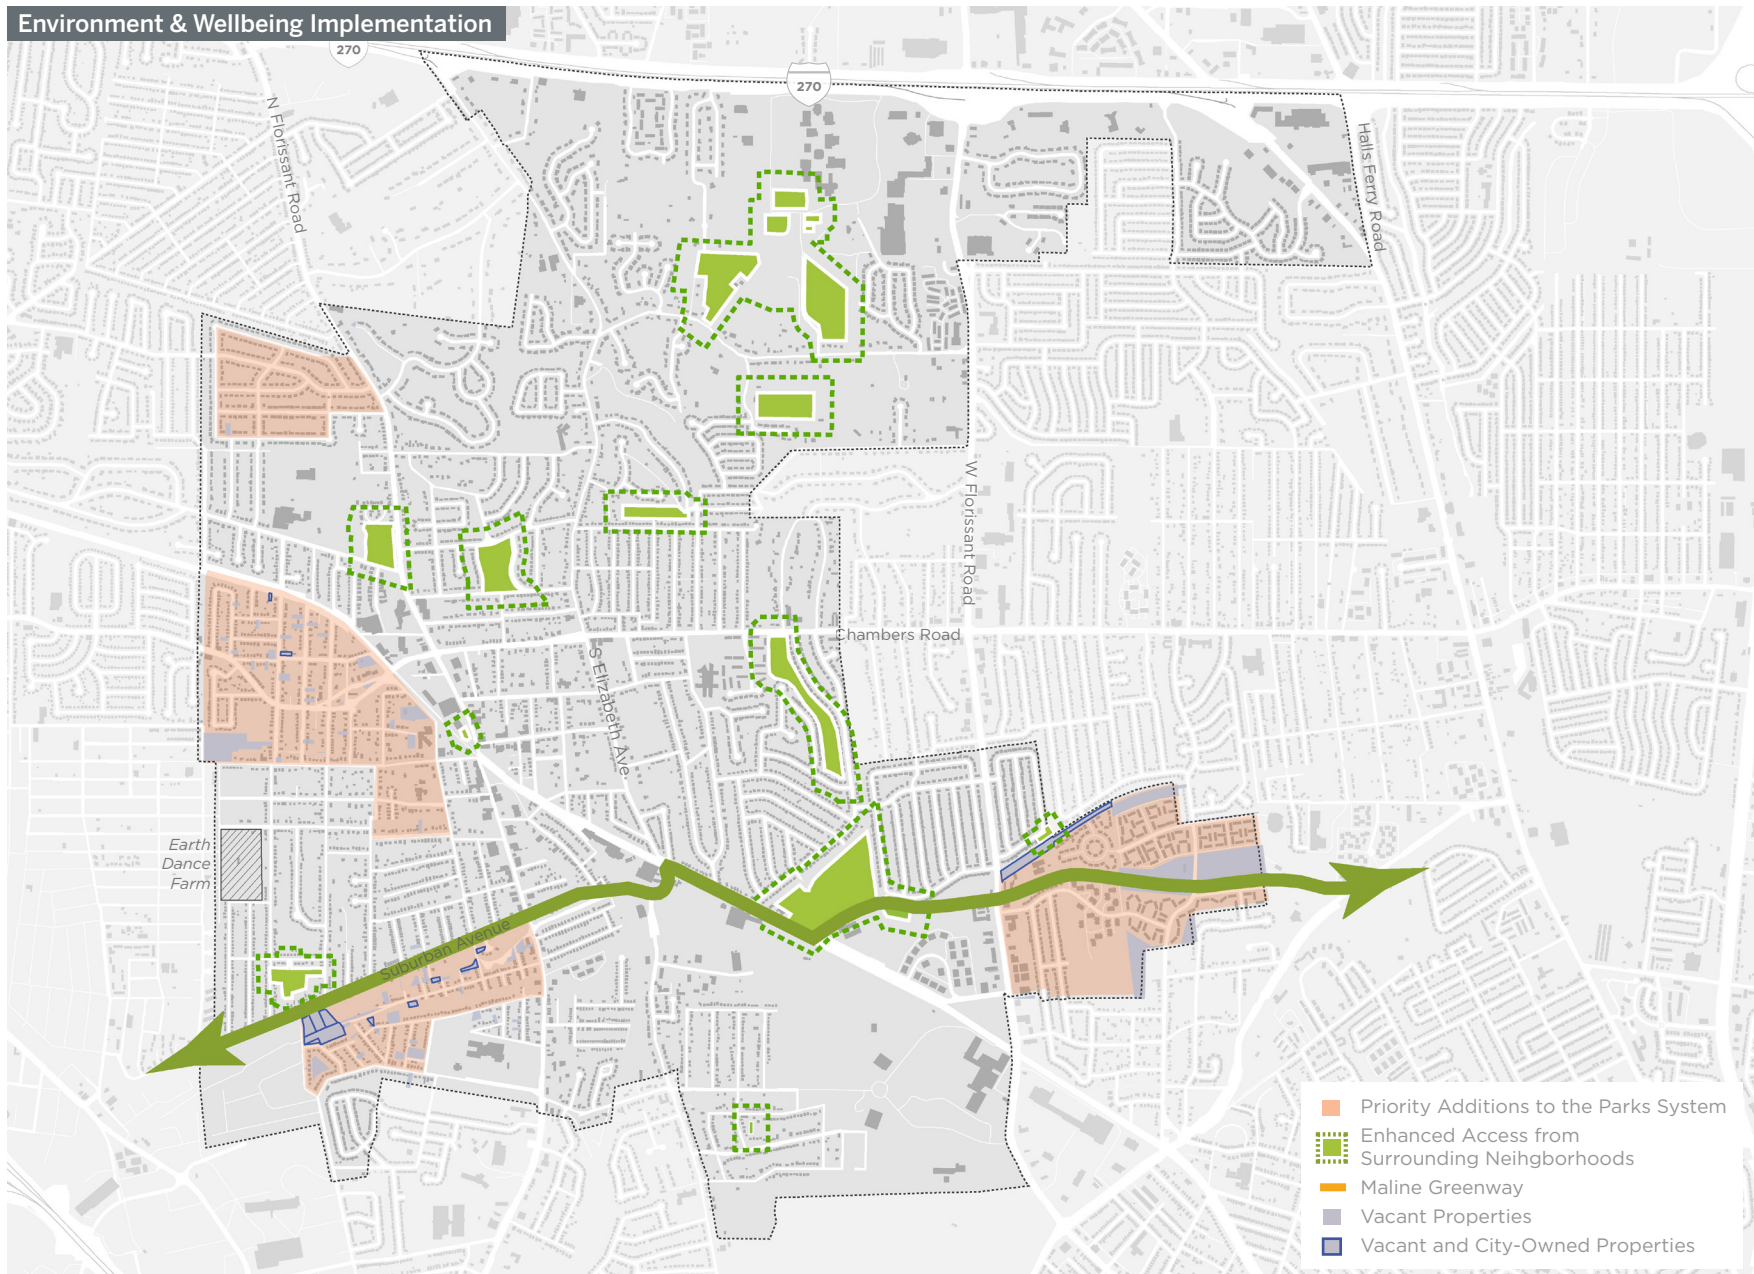 Environment & Wellbeing Implementation
270
270
N Florissant Road
Halls Ferry Road
W Florissant Road
Chambers Road
S Elizabeth Ave.
Earth
Dance
Farm
Suburban Avenue
Priority Additions to the Parks System
Enhanced Access from
Surrounding Neihgborhoods
Maline Greenway
Vacant Properties
Vacant and City-Owned Properties